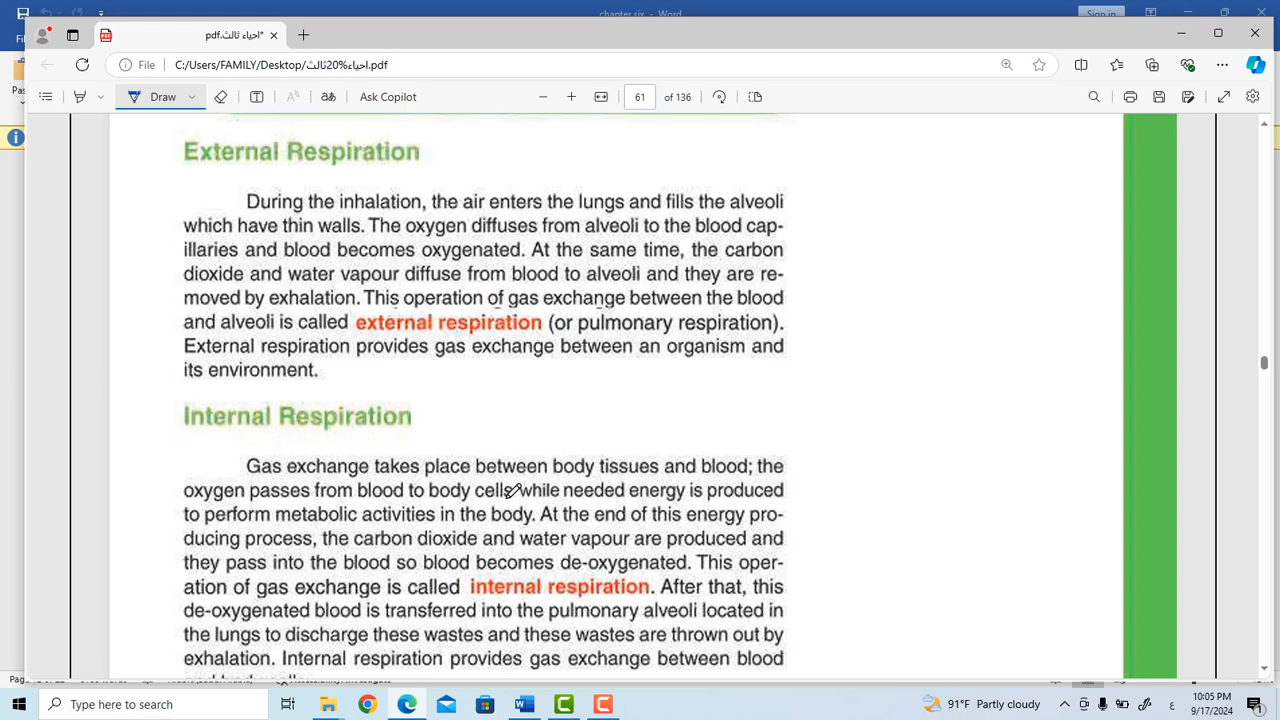 chapter six - Word
Sign in
احياء ثالث.pdf*
File
C:/Users/FAMILY/Desktop/احياء%20ثالث.pdf
Draw
Ask Copilot
61 of 136
External Respiration
During the inhalation, the air enters the lungs and fills the alveoli
which have thin walls. The oxygen diffuses from alveoli to the blood cap-
illaries and blood becomes oxygenated. At the same time, the carbon
dioxide and water vapour diffuse from blood to alveoli and they are re-
moved by exhalation. This operation of gas exchange between the blood
and alveoli is called external respiration (or pulmonary respiration).
External respiration provides gas exchange between an organism and
its environment.
Internal Respiration
Gas exchange takes place between body tissues and blood; the
oxygen passes from blood to body cells while needed energy is produced
to perform metabolic activities in the body. At the end of this energy pro-
ducing process, the carbon dioxide and water vapour are produced and
they pass into the blood so blood becomes de-oxygenated. This oper-
ation of gas exchange is called internal respiration. After that, this
de-oxygenated blood is transferred into the pulmonary alveoli located in
the lungs to discharge these wastes and these wastes are thrown out by
exhalation. Internal respiration provides gas exchange between blood
Type here to search
91°F Partly cloudy
10:05 PM
9/17/2024